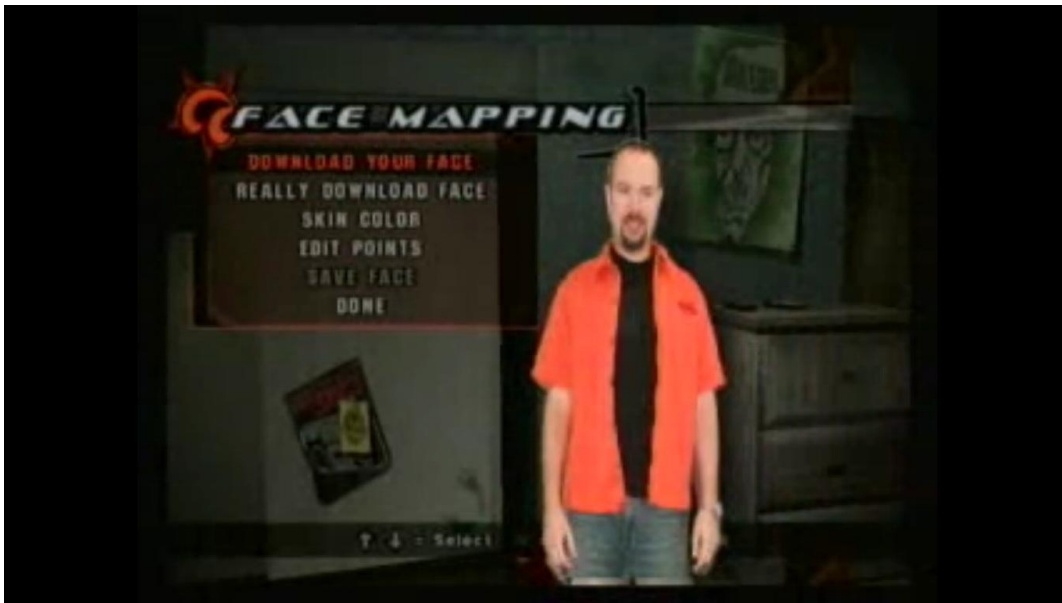 FACE MAPPING
DOWNLOAD YOUR FACE
REALLY DOWNLOAD FACE
SKIN COLOR
EDIT POINTS
SAVE FACE
DONE
↑ ↓ = Select